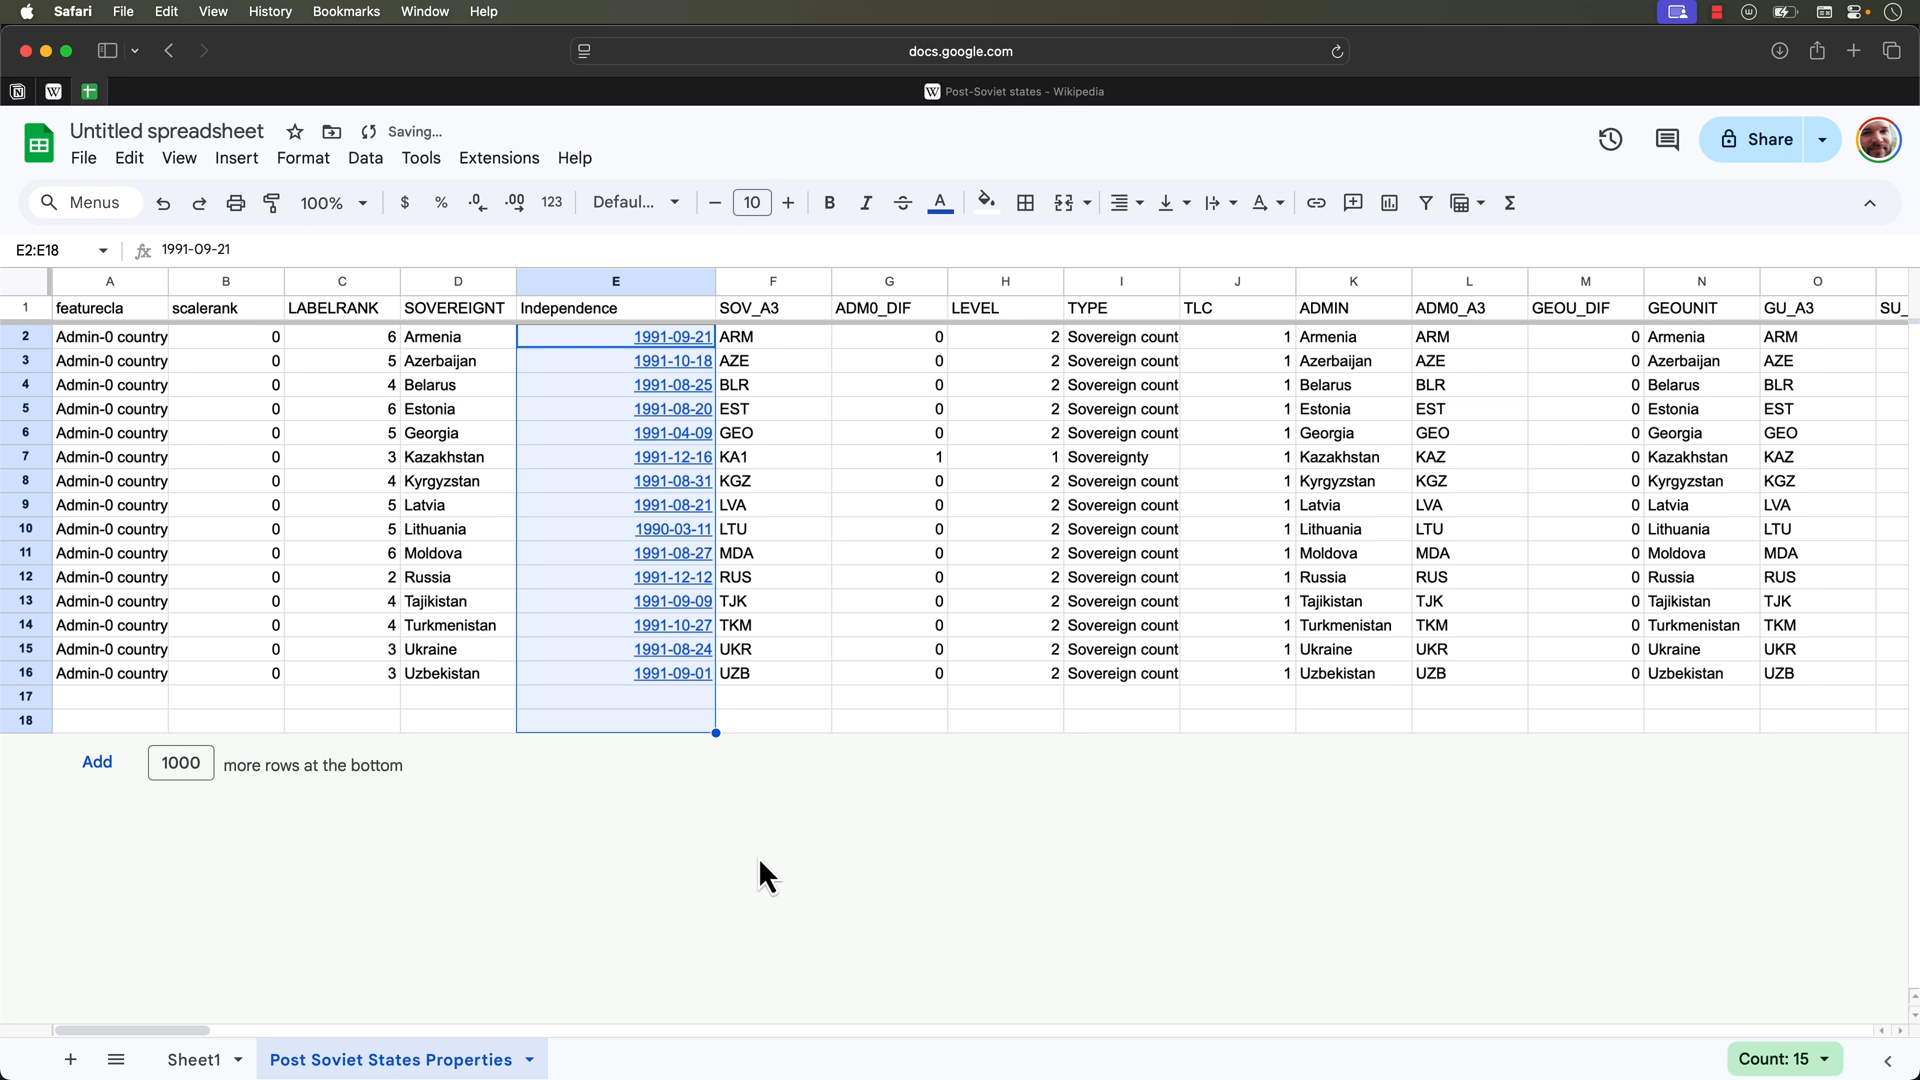 Safari File Edit View History Bookmarks Window Help
docs.google.com
Post-Soviet states - Wikipedia
Untitled spreadsheet Saving...
File Edit View Insert Format Data Tools Extensions Help
Share
Menus 100% $ % .0 .00 123 Defaul... 10 B I S A
E2:E18 fx 1991-09-21
A B C D E F G H I J K L M N O
1 featurecla scalerank LABELRANK SOVEREIGNT Independence SOV_A3 ADM0_DIF LEVEL TYPE TLC ADMIN ADM0_A3 GEOU_DIF GEOUNIT GU_A3 SU_
2 Admin-0 country 0 6 Armenia 1991-09-21 ARM 0 2 Sovereign count 1 Armenia ARM 0 Armenia ARM
3 Admin-0 country 0 5 Azerbaijan 1991-10-18 AZE 0 2 Sovereign count 1 Azerbaijan AZE 0 Azerbaijan AZE
4 Admin-0 country 0 4 Belarus 1991-08-25 BLR 0 2 Sovereign count 1 Belarus BLR 0 Belarus BLR
5 Admin-0 country 0 6 Estonia 1991-08-20 EST 0 2 Sovereign count 1 Estonia EST 0 Estonia EST
6 Admin-0 country 0 5 Georgia 1991-04-09 GEO 0 2 Sovereign count 1 Georgia GEO 0 Georgia GEO
7 Admin-0 country 0 3 Kazakhstan 1991-12-16 KA1 1 1 Sovereignty 1 Kazakhstan KAZ 0 Kazakhstan KAZ
8 Admin-0 country 0 4 Kyrgyzstan 1991-08-31 KGZ 0 2 Sovereign count 1 Kyrgyzstan KGZ 0 Kyrgyzstan KGZ
9 Admin-0 country 0 5 Latvia 1991-08-21 LVA 0 2 Sovereign count 1 Latvia LVA 0 Latvia LVA
10 Admin-0 country 0 5 Lithuania 1990-03-11 LTU 0 2 Sovereign count 1 Lithuania LTU 0 Lithuania LTU
11 Admin-0 country 0 6 Moldova 1991-08-27 MDA 0 2 Sovereign count 1 Moldova MDA 0 Moldova MDA
12 Admin-0 country 0 2 Russia 1991-12-12 RUS 0 2 Sovereign count 1 Russia RUS 0 Russia RUS
13 Admin-0 country 0 4 Tajikistan 1991-09-09 TJK 0 2 Sovereign count 1 Tajikistan TJK 0 Tajikistan TJK
14 Admin-0 country 0 4 Turkmenistan 1991-10-27 TKM 0 2 Sovereign count 1 Turkmenistan TKM 0 Turkmenistan TKM
15 Admin-0 country 0 3 Ukraine 1991-08-24 UKR 0 2 Sovereign count 1 Ukraine UKR 0 Ukraine UKR
16 Admin-0 country 0 3 Uzbekistan 1991-09-01 UZB 0 2 Sovereign count 1 Uzbekistan UZB 0 Uzbekistan UZB
17
18
Add 1000 more rows at the bottom
Sheet1 Post Soviet States Properties Count: 15